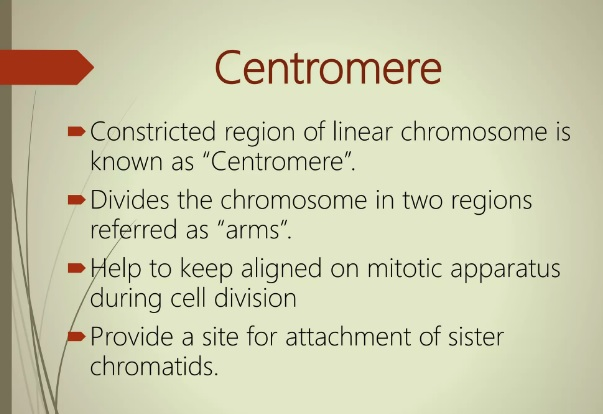 Centromere
Constricted region of linear chromosome is
known as “Centromere”.
Divides the chromosome in two regions
referred as “arms”.
Help to keep aligned on mitotic apparatus
during cell division
Provide a site for attachment of sister
chromatids.